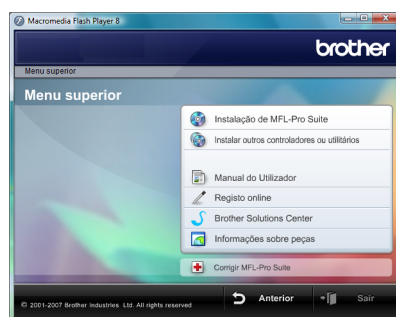 Macromedia Flash Player 8
brother
Menu superior
Menu superior
Instalação de MFL-Pro Suite
Instalar outros controladores ou utilitários
Manual do Utilizador
Registo online
Brother Solutions Center
Informações sobre peças
Corrigir MFL-Pro Suite
© 2001-2007 Brother Industries Ltd. All rights reserved
Anterior
Sair